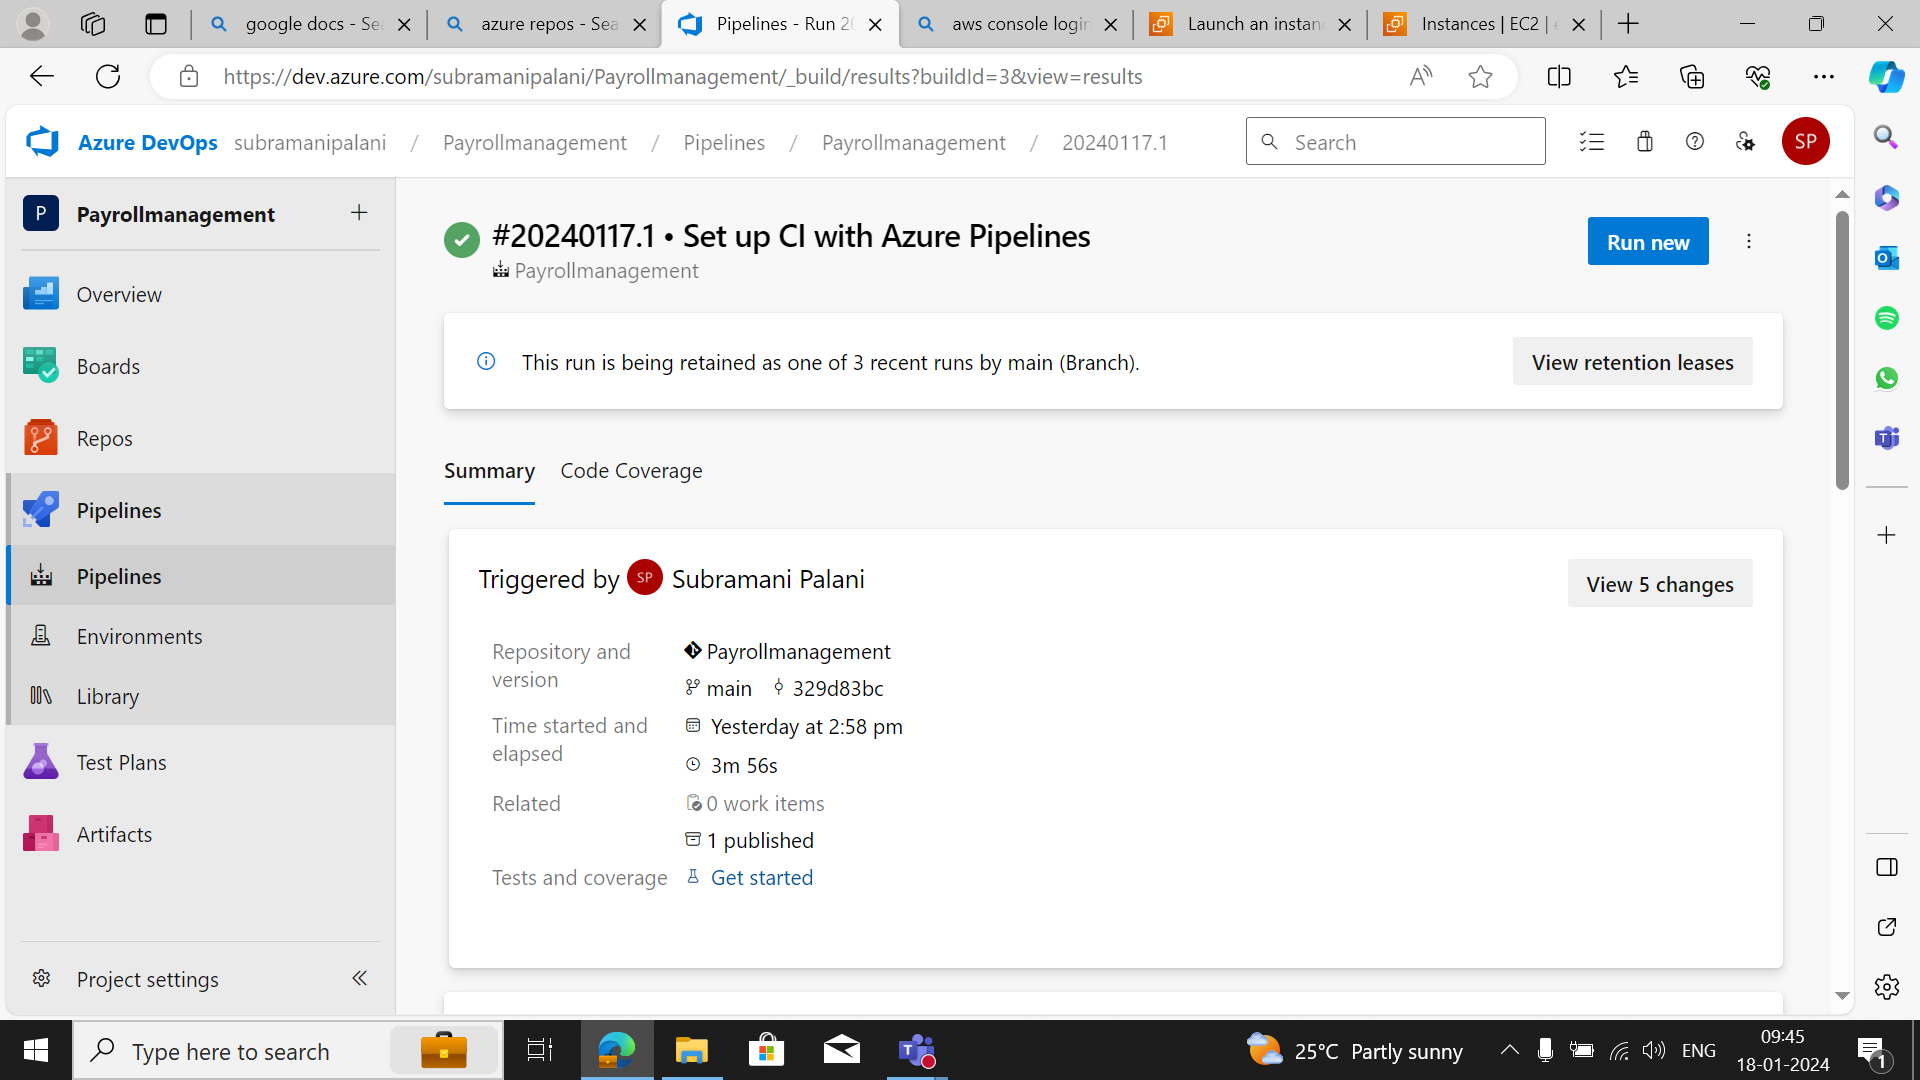 google docs - Sea
azure repos - Sea
Pipelines - Run 20
aws console login
Launch an instan
Instances | EC2 | e
https://dev.azure.com/subramanipalani/Payrollmanagement/_build/results?buildId=3&view=results
Azure DevOps
subramanipalani / Payrollmanagement / Pipelines / Payrollmanagement / 20240117.1
Search
SP
P Payrollmanagement
Overview
Boards
Repos
Pipelines
Pipelines
Environments
Library
Test Plans
Artifacts
Project settings
#20240117.1 • Set up CI with Azure Pipelines
Payrollmanagement
Run new
This run is being retained as one of 3 recent runs by main (Branch).
View retention leases
Summary Code Coverage
Triggered by SP Subramani Palani
View 5 changes
Repository and
version
Payrollmanagement
main 329d83bc
Time started and
elapsed
Yesterday at 2:58 pm
3m 56s
Related
0 work items
1 published
Tests and coverage
Get started
Type here to search
25°C Partly sunny
ENG
09:45
18-01-2024
1